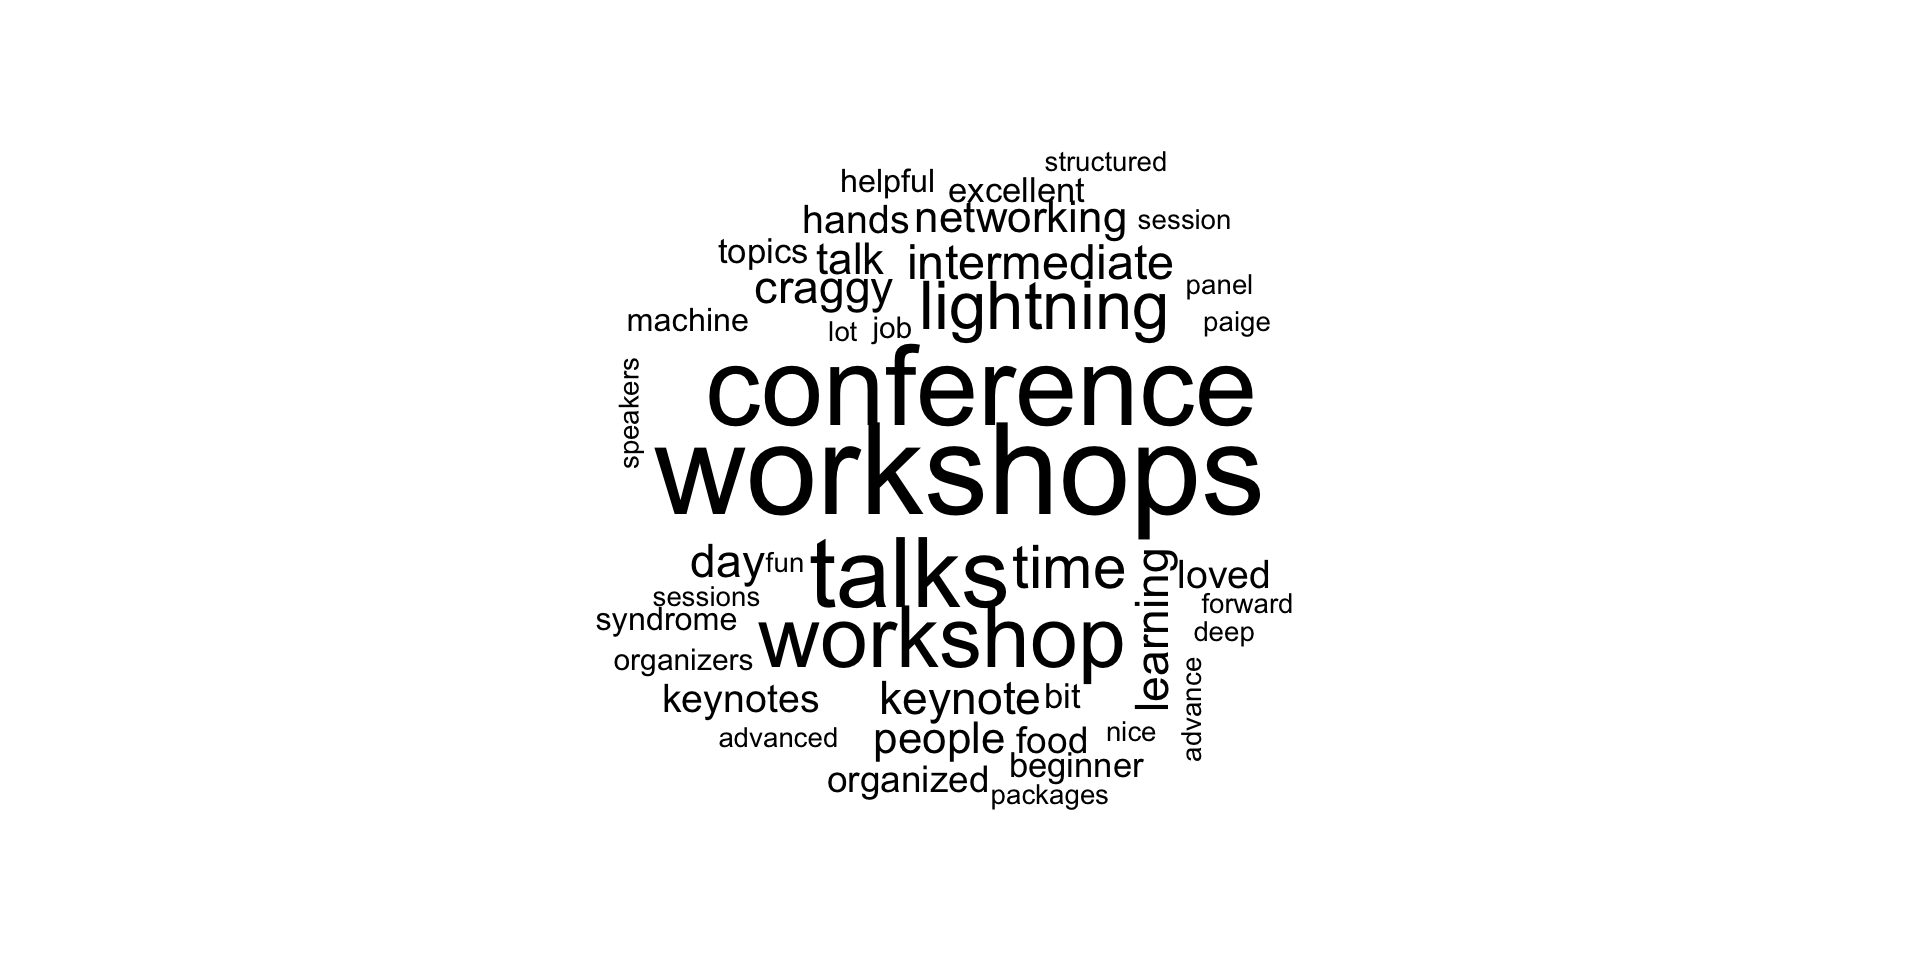 structured
helpful
excellent
hands
networking
session
topics
talk
intermediate
craggy
lightning
panel
machine
lot
job
paige
conference
speakers
workshops
day
fun
talks
time
learning
loved
sessions
forward
syndrome
workshop
deep
organizers
advance
keynotes
keynote
bit
advanced
people
food
nice
beginner
organized
packages